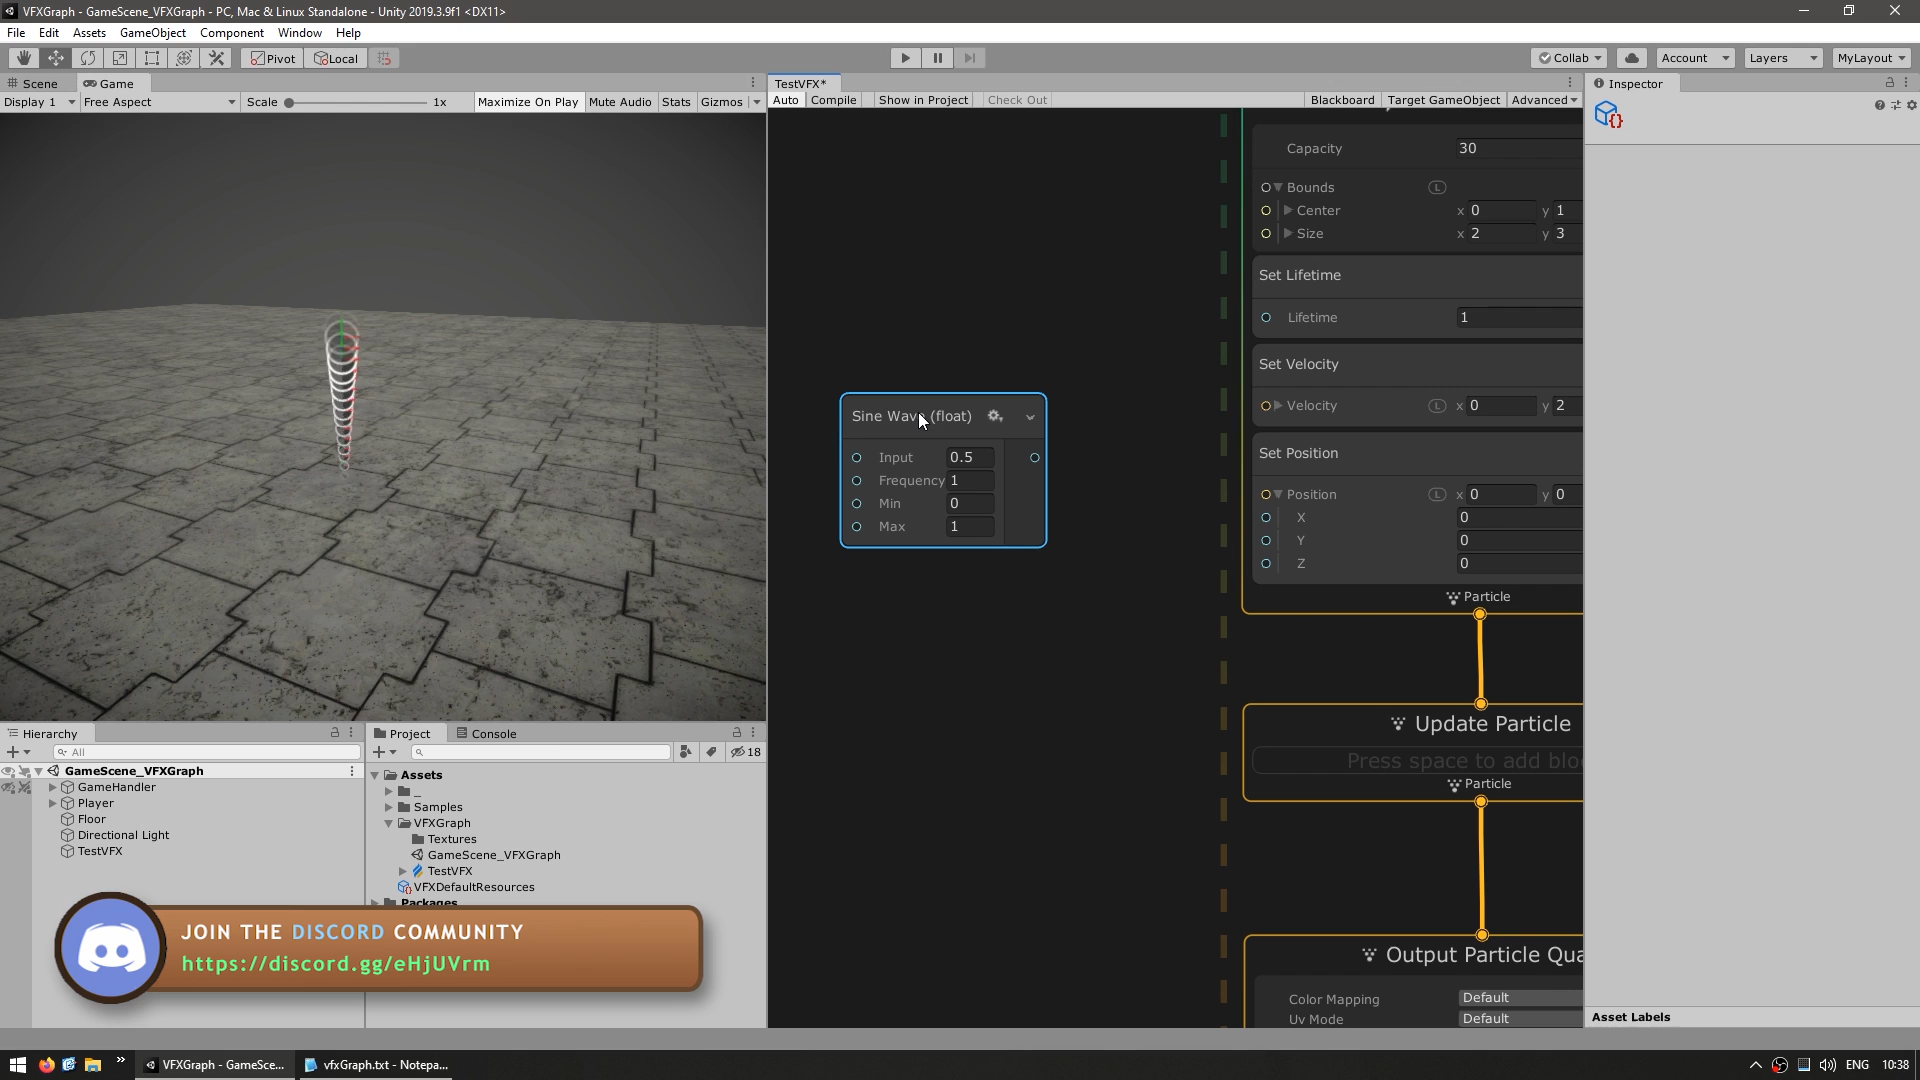 VFXGraph - GameScene_VFXGraph - PC, Mac & Linux Standalone - Unity 2019.3.9f1 <DX11>
File Edit Assets GameObject Component Window Help
Pivot Local Collab Account Layers MyLayout
Scene Game TestVFX* Inspector
Display 1 Free Aspect Scale 1x Maximize On Play Mute Audio Stats Gizmos
Auto Compile Show in Project Check Out Blackboard Target GameObject Advanced
Capacity 30
Bounds L
Center x 0 y 1
Size x 2 y 3
Set Lifetime
Lifetime 1
Set Velocity
Velocity L x 0 y 2
Set Position
Position L x 0 y 0
X 0
Y 0
Z 0
Particle
Sine Wave (float)
Input 0.5
Frequency 1
Min 0
Max 1
Update Particle
Press space to add bloc
Particle
Output Particle Qua
Color Mapping Default
Uv Mode Default
Hierarchy
All
GameScene_VFXGraph
GameHandler
Player
Floor
Directional Light
TestVFX
Project Console
18
Assets
_
Samples
VFXGraph
Textures
GameScene_VFXGraph
TestVFX
VFXDefaultResources
Packages
JOIN THE DISCORD COMMUNITY
https://discord.gg/eHjUVrm
Asset Labels
VFXGraph - GameSce... vfxGraph.txt - Notepa... ENG 10:38